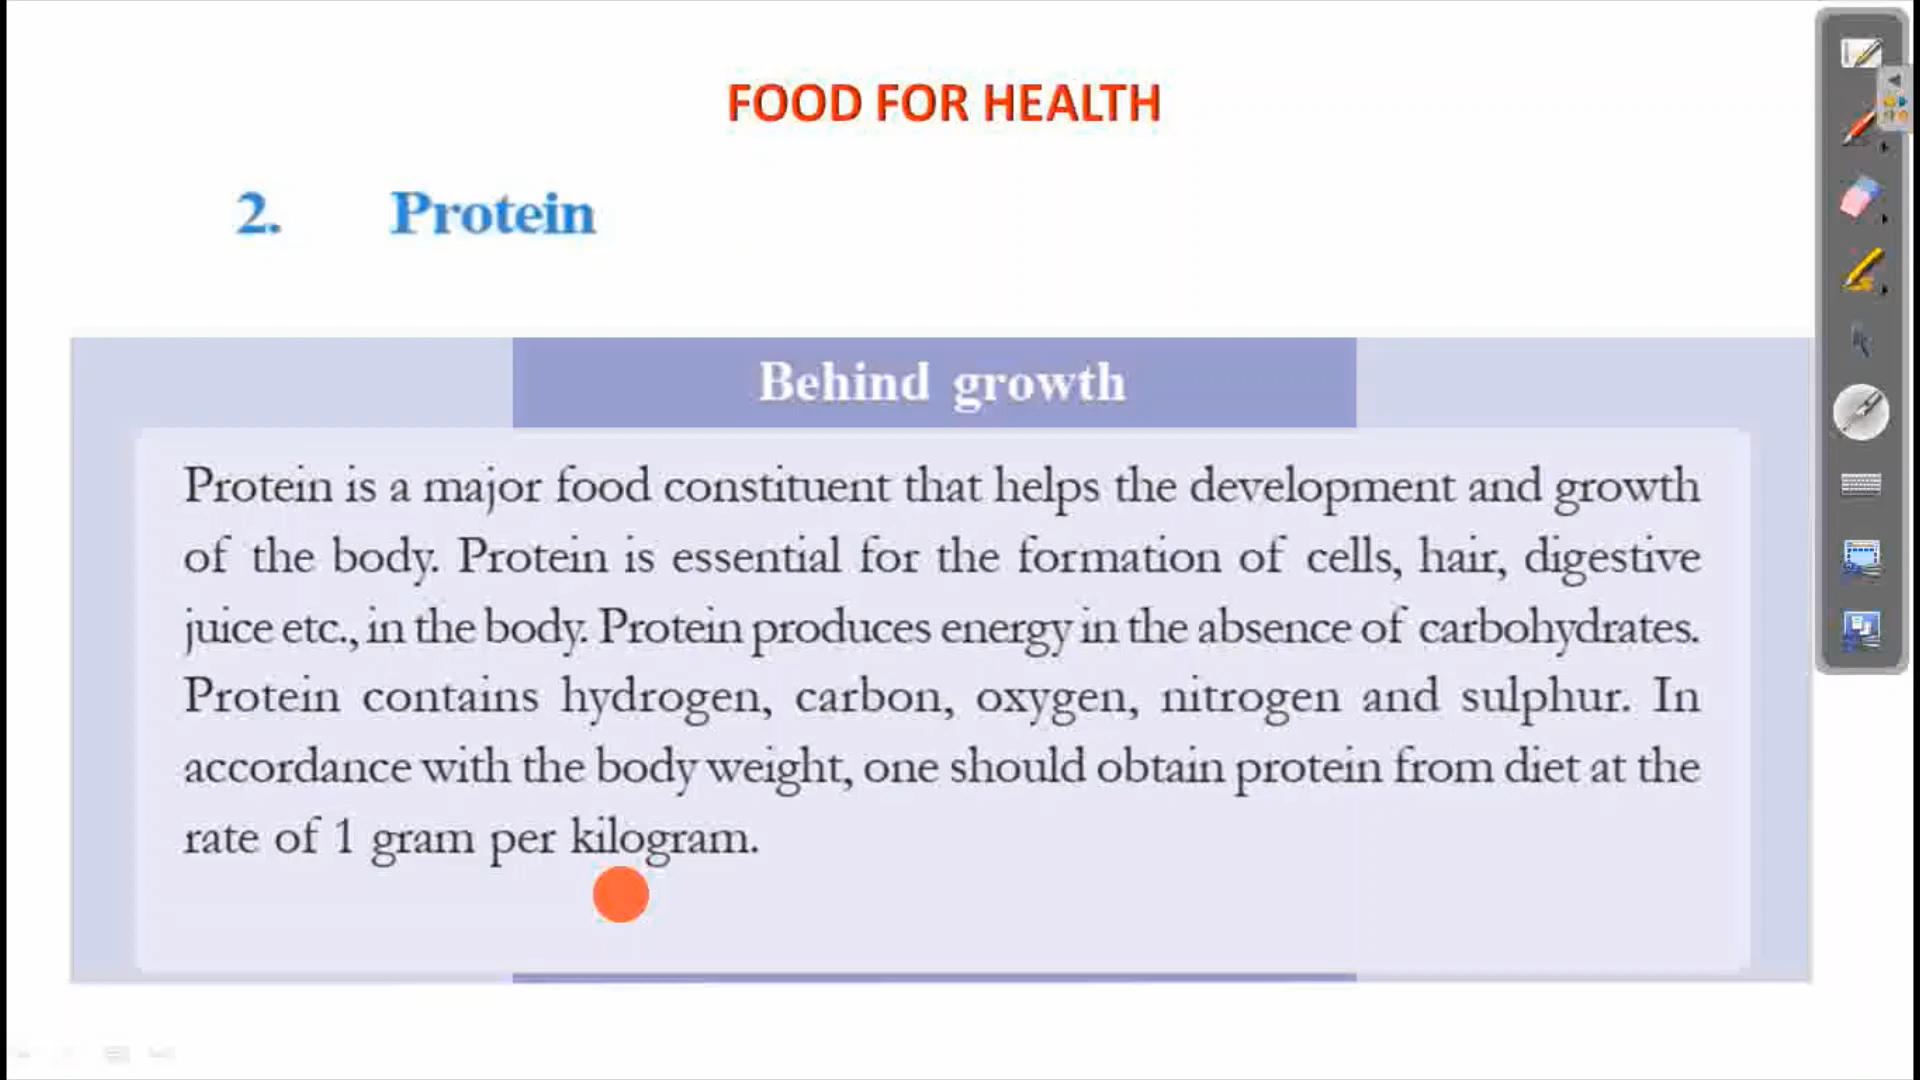 FOOD FOR HEALTH
2. Protein
Behind growth
Protein is a major food constituent that helps the development and growth
of the body. Protein is essential for the formation of cells, hair, digestive
juice etc., in the body. Protein produces energy in the absence of carbohydrates.
Protein contains hydrogen, carbon, oxygen, nitrogen and sulphur. In
accordance with the body weight, one should obtain protein from diet at the
rate of 1 gram per kilogram.